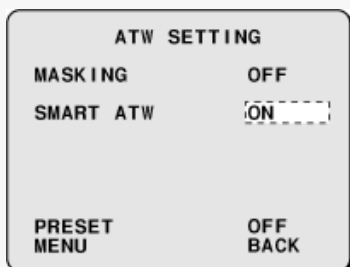 ATW SETTING
MASKING OFF
SMART ATW ON
PRESET OFF
MENU BACK